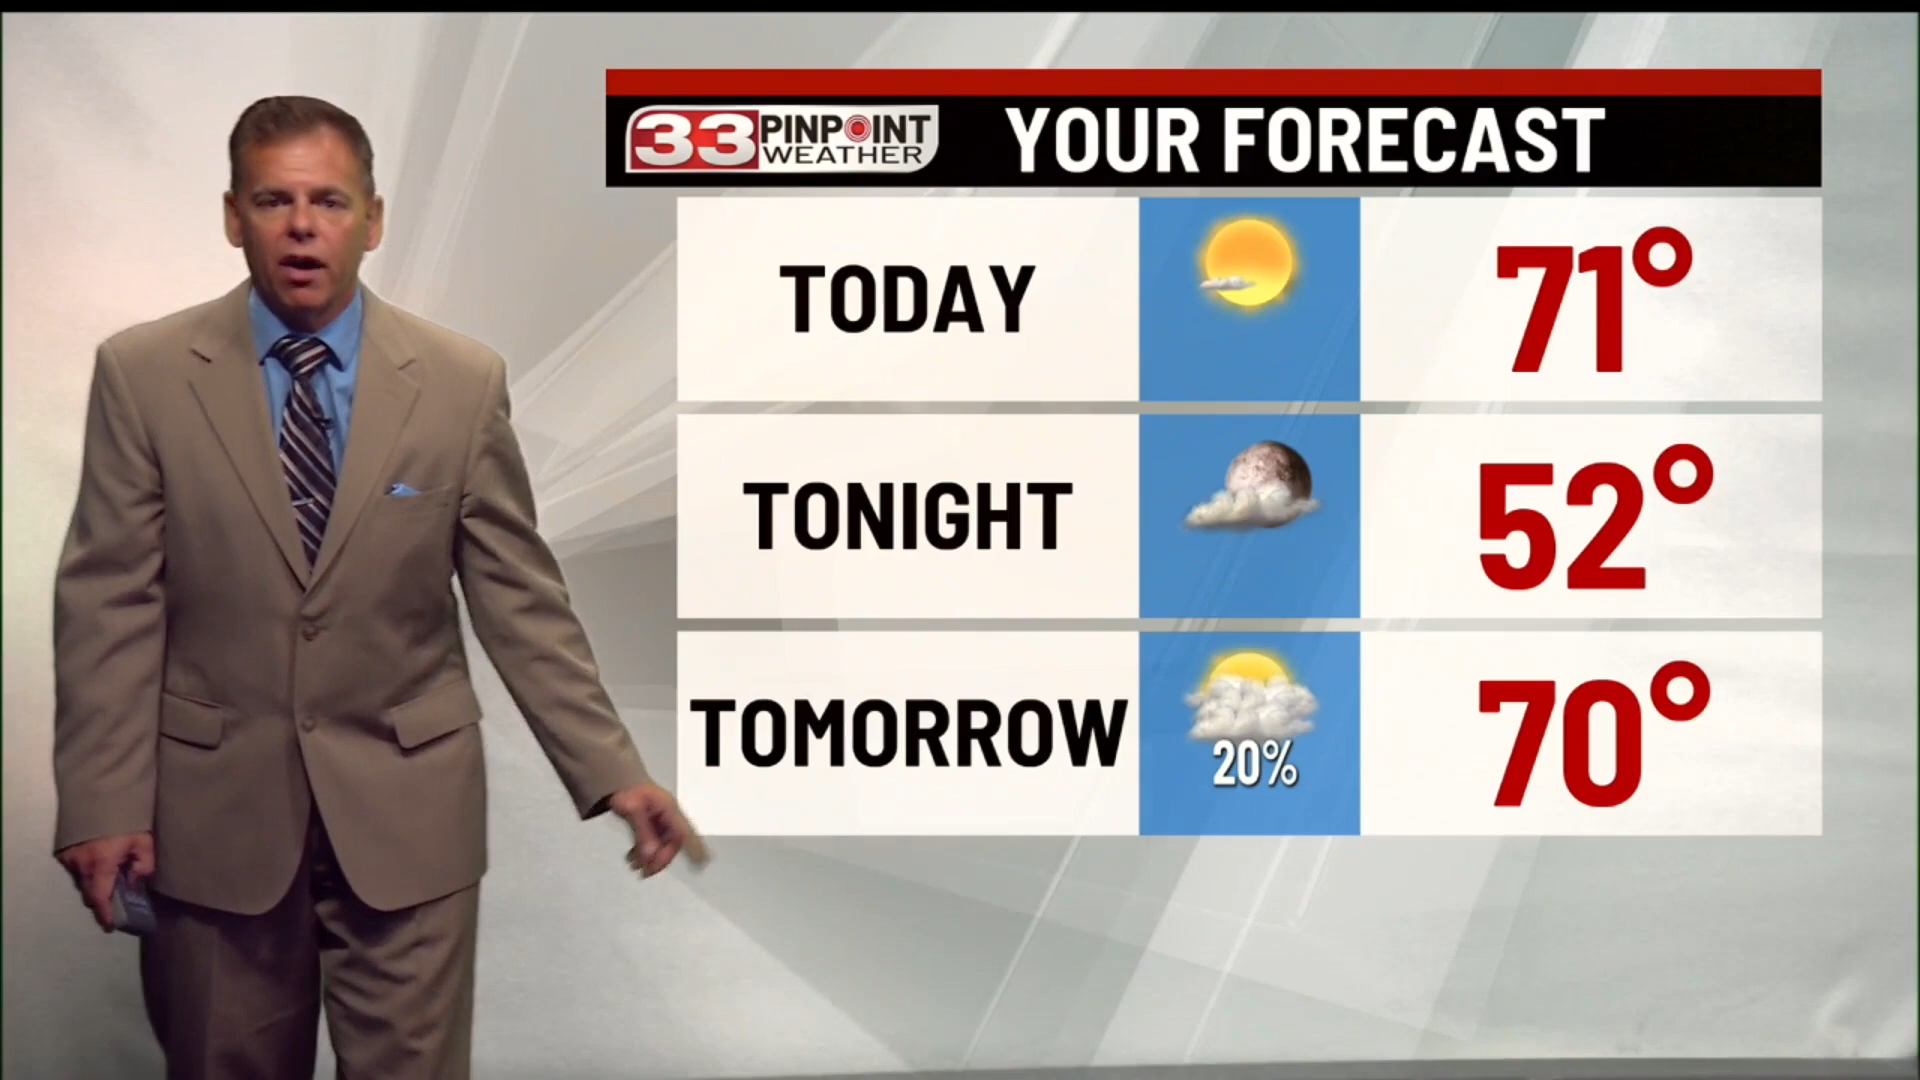 33 PINPOINT WEATHER
YOUR FORECAST
TODAY 71°
TONIGHT 52°
TOMORROW 20% 70°